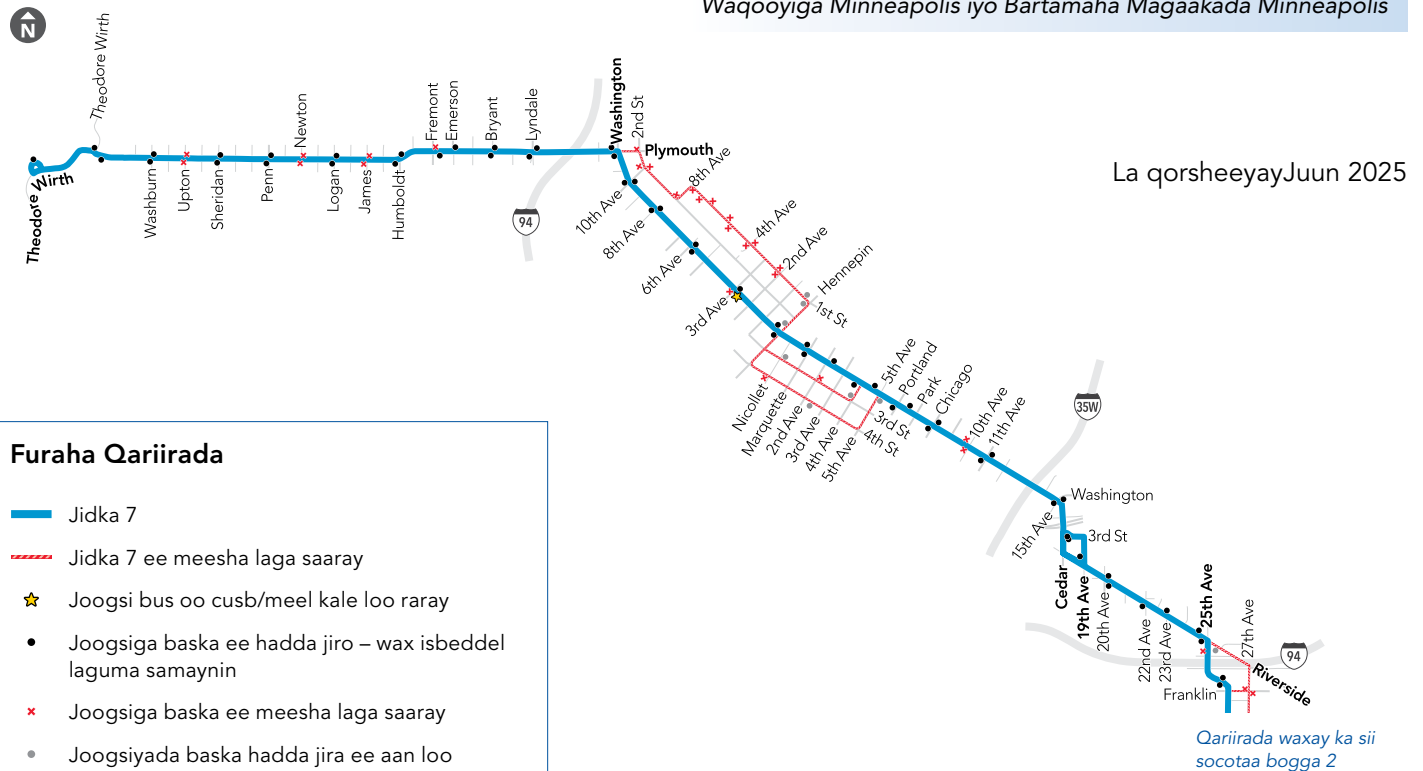 Waqooyiga Minneapolis iyo Bartamaha Magaakada Minneapolis
N
La qorsheeyayJuun 2025
Theodore Wirth
Theodore Wirth
Washburn
Upton
Sheridan
Penn
Newton
Logan
James
Humboldt
Fremont
Emerson
Bryant
Lyndale
94
Washington
2nd St
Plymouth
8th Ave
4th Ave
2nd Ave
Hennepin
1st St
10th Ave
8th Ave
6th Ave
3rd Ave
Nicollet
Marquette
2nd Ave
3rd Ave
4th Ave
5th Ave
3rd St
4th St
5th Ave
Portland
Park
Chicago
10th Ave
11th Ave
35W
Washington
15th Ave
3rd St
Cedar
19th Ave
20th Ave
22nd Ave
23rd Ave
25th Ave
27th Ave
94
Riverside
Franklin
Qariirada waxay ka sii
socotaa bogga 2
Furaha Qariirada
Jidka 7
Jidka 7 ee meesha laga saaray
Joogsi bus oo cusb/meel kale loo raray
Joogsiga baska ee hadda jiro – wax isbeddel
laguma samaynin
Joogsiga baska ee meesha laga saaray
Joogsiyada baska hadda jira ee aan loo